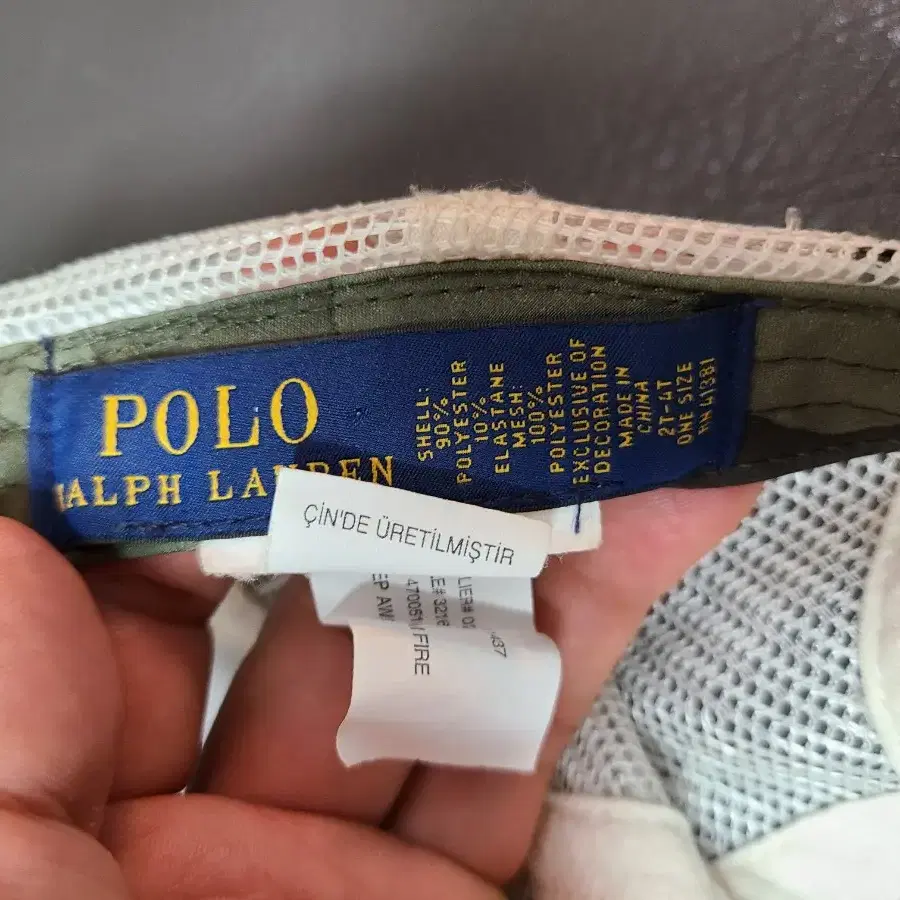 POLO
RALPH LAUREN
SHELL:
90%
POLYESTER
10%
ELASTANE
MESH:
100%
POLYESTER
EXCLUSIVE OF
DECORATION
MADE IN
CHINA
2T-4T
ONE SIZE
RN 41381
ÇİN'DE ÜRETİLMİŞTİR
FIRE